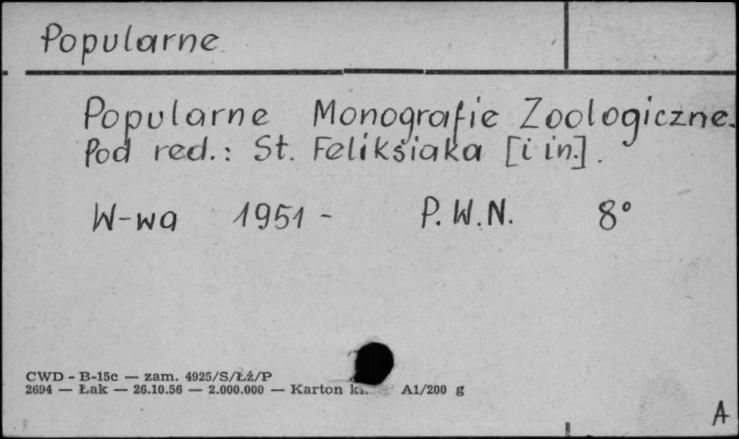 Popularne
Popularne Monografie Zoologiczne.
Pod red.: St. Feliksiaka [i in.].
W-wa 1951 - P.W.N. 8°
CWD - B-15c — zam. 4925/S/Łź/P
2694 — Łak — 26.10.56 — 2.000.000 — Karton A1/200 g
A